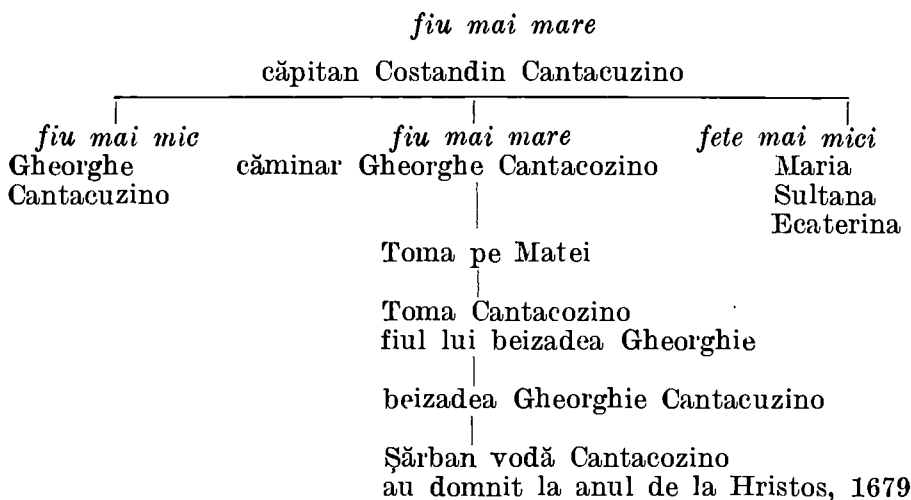 fiu mai mare
căpitan Costandin Cantacuzino
fiu mai mic fiu mai mare fete mai mici
Gheorghe căminar Gheorghe Cantacozino Maria
Cantacuzino Sultana
Ecaterina
Toma pe Matei
Toma Cantacozino
fiul lui beizadea Gheorghie
beizadea Gheorghie Cantacuzino
Șărban vodă Cantacozino
au domnit la anul de la Hristos, 1679